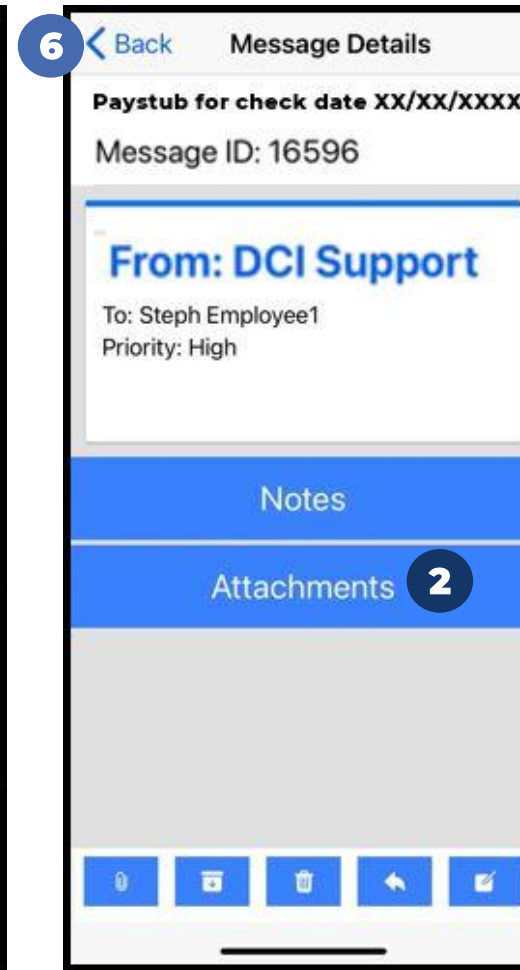 6
Back Message Details
Paystub for check date XX/XX/XXXX
Message ID: 16596
From: DCI Support
To: Steph Employee1
Priority: High
Notes
Attachments 2